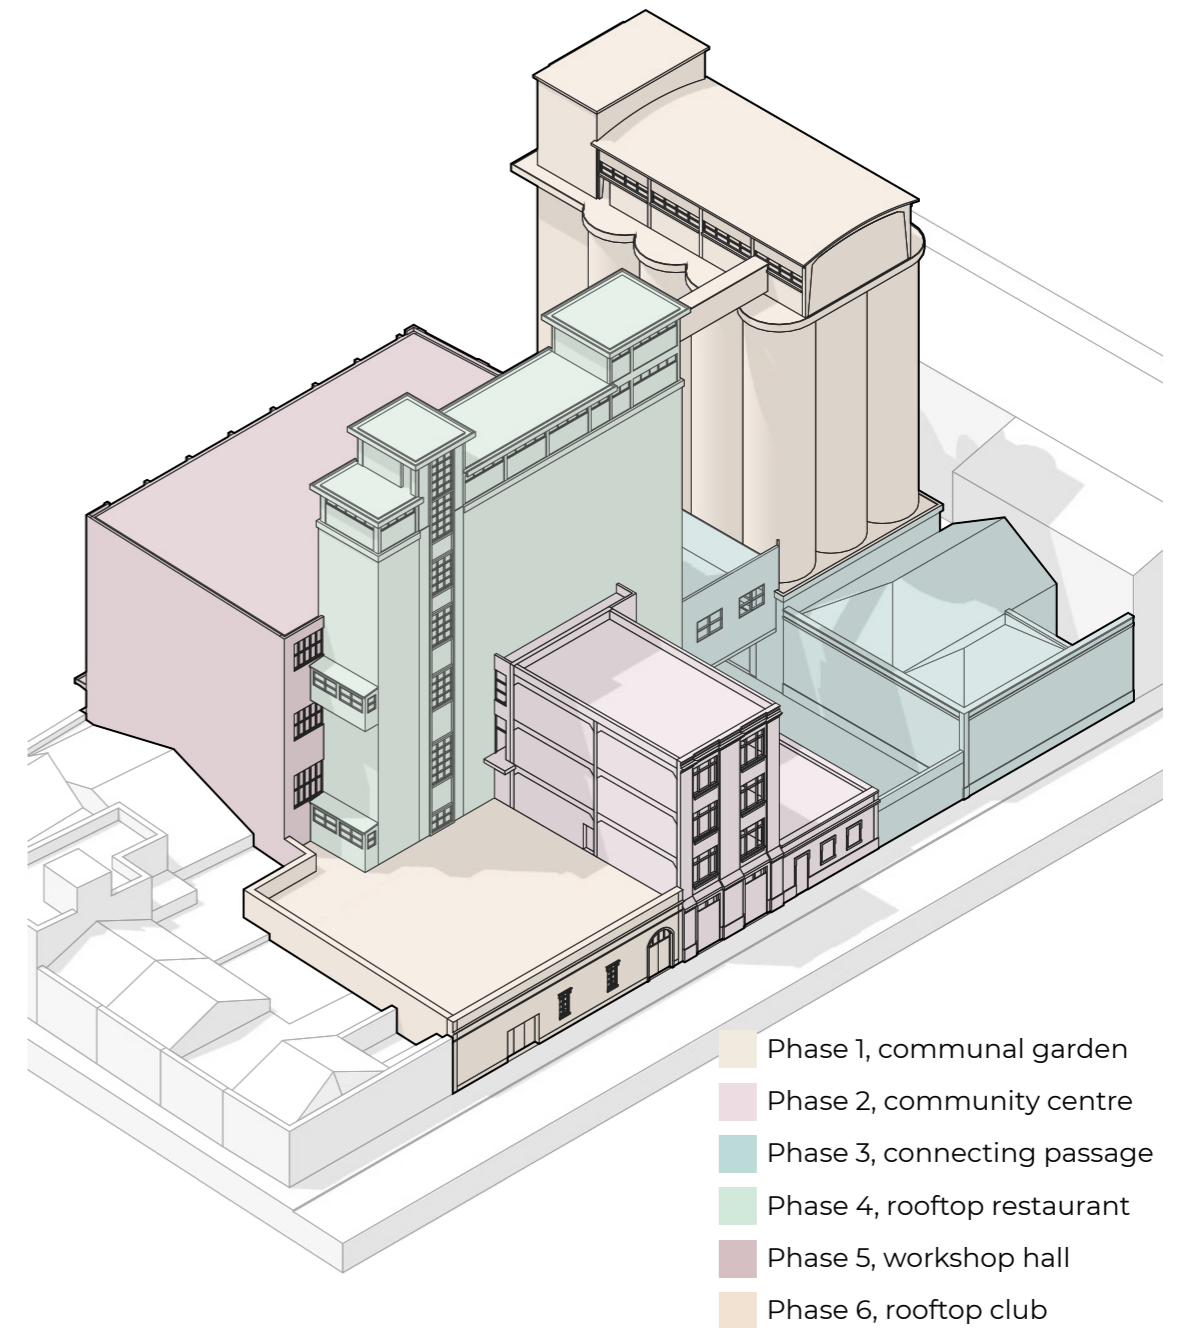 Phase 1, communal garden
Phase 2, community centre
Phase 3, connecting passage
Phase 4, rooftop restaurant
Phase 5, workshop hall
Phase 6, rooftop club